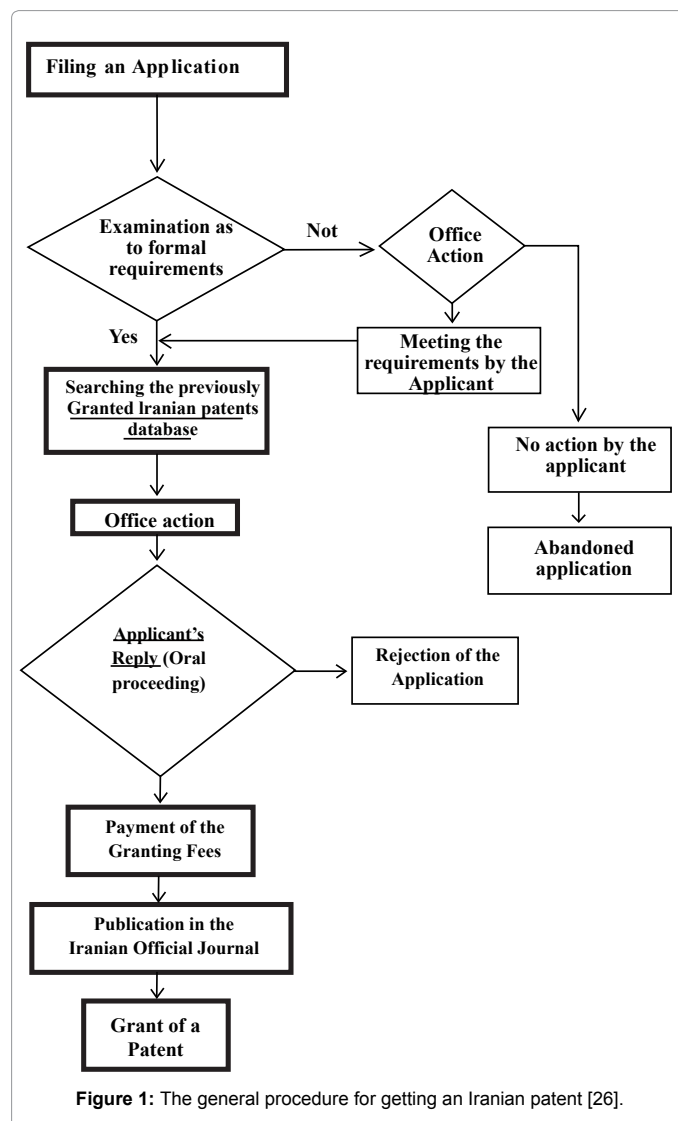 Filing an Application
Examination as
to formal
requirements
Not
Office
Action
Yes
Meeting the
requirements by the
Applicant
Searching the previously
Granted Iranian patents
database
No action by the
applicant
Office action
Abandoned
application
Applicant's
Reply (Oral
proceeding)
Rejection of the
Application
Payment of the
Granting Fees
Publication in the
Iranian Official Journal
Grant of a
Patent
Figure 1: The general procedure for getting an Iranian patent [26].